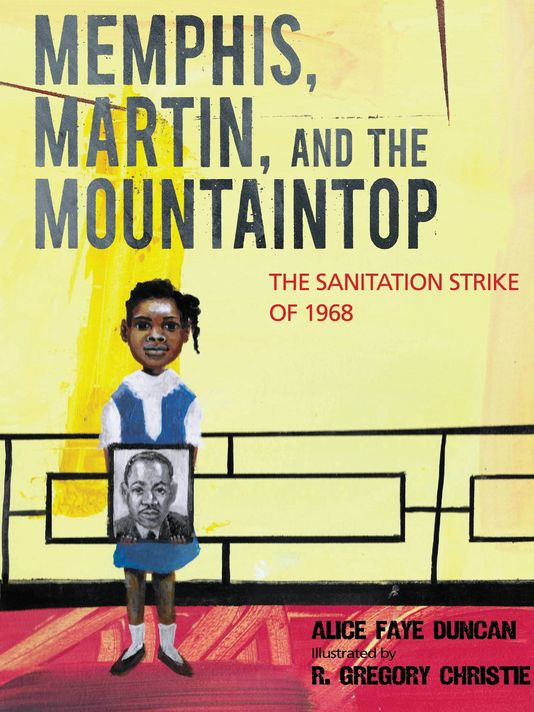 MEMPHIS,
MARTIN, AND THE
MOUNTAINTOP
THE SANITATION STRIKE
OF 1968
ALICE FAYE DUNCAN
Illustrated by
R. GREGORY CHRISTIE